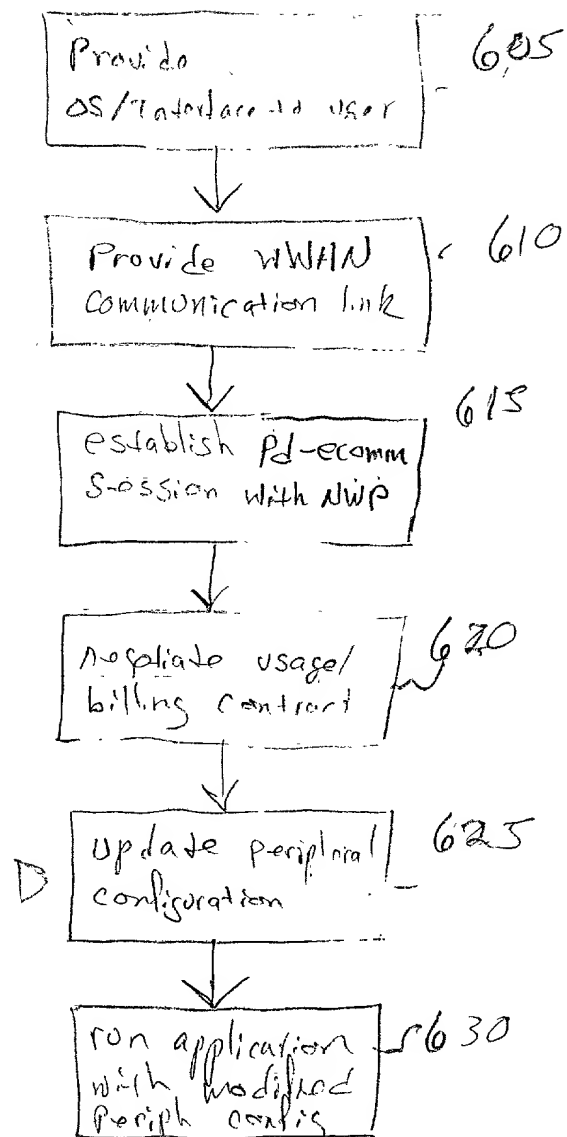 Provide
OS/Interface to user
605
Provide WWAN
communication link
610
establish Pd-ecomm
Session with NWP
615
negotiate usage/
billing contract
620
D
update peripheral
configuration
625
run application
with modified
Periph config
630